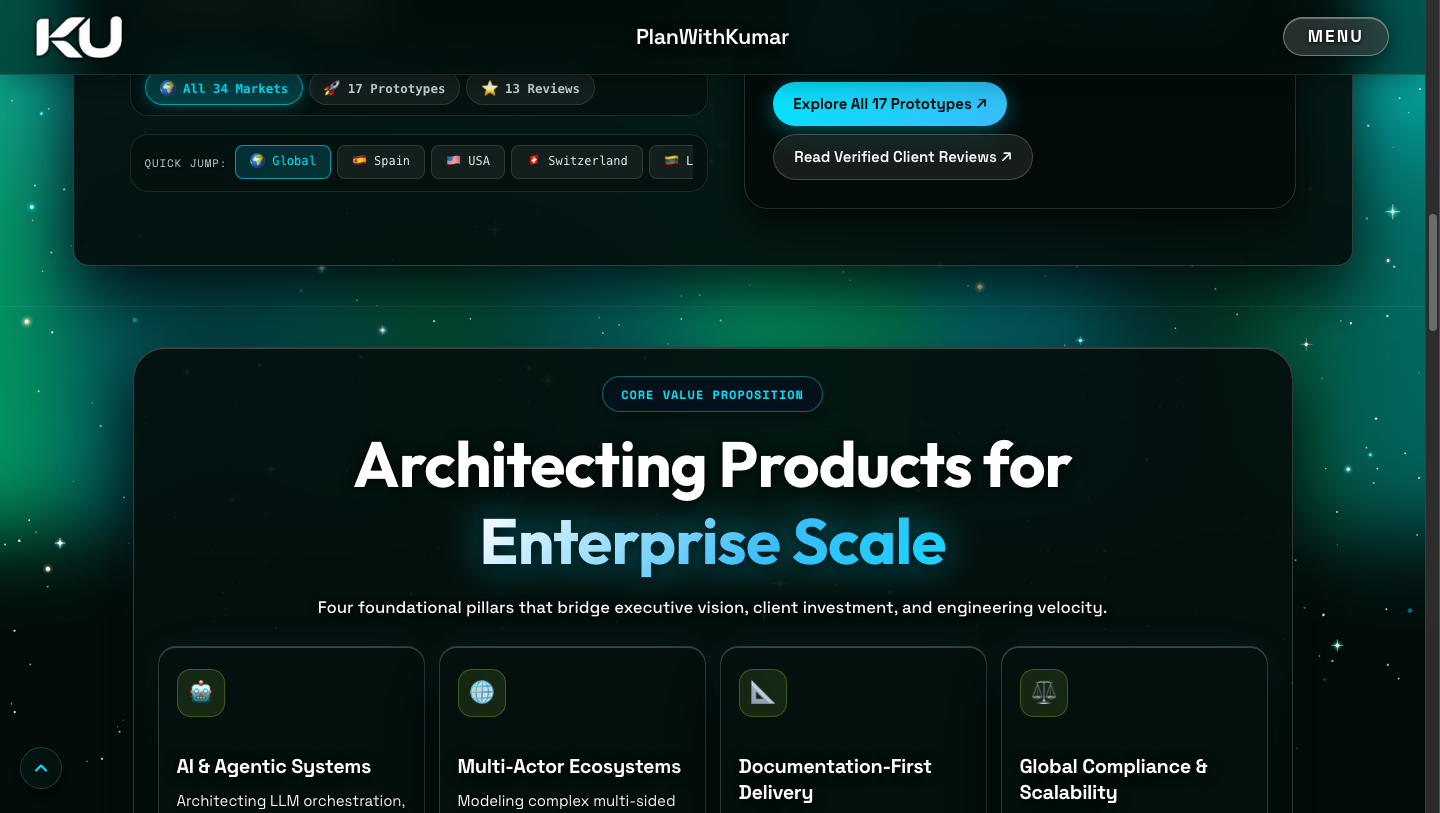 KU
PlanWithKumar
MENU
All 34 Markets
17 Prototypes
13 Reviews
Explore All 17 Prototypes ↗
QUICK JUMP:
Global
Spain
USA
Switzerland
L
Read Verified Client Reviews ↗
CORE VALUE PROPOSITION
Architecting Products for
Enterprise Scale
Four foundational pillars that bridge executive vision, client investment, and engineering velocity.
AI & Agentic Systems
Architecting LLM orchestration,
Multi-Actor Ecosystems
Modeling complex multi-sided
Documentation-First
Delivery
Global Compliance &
Scalability